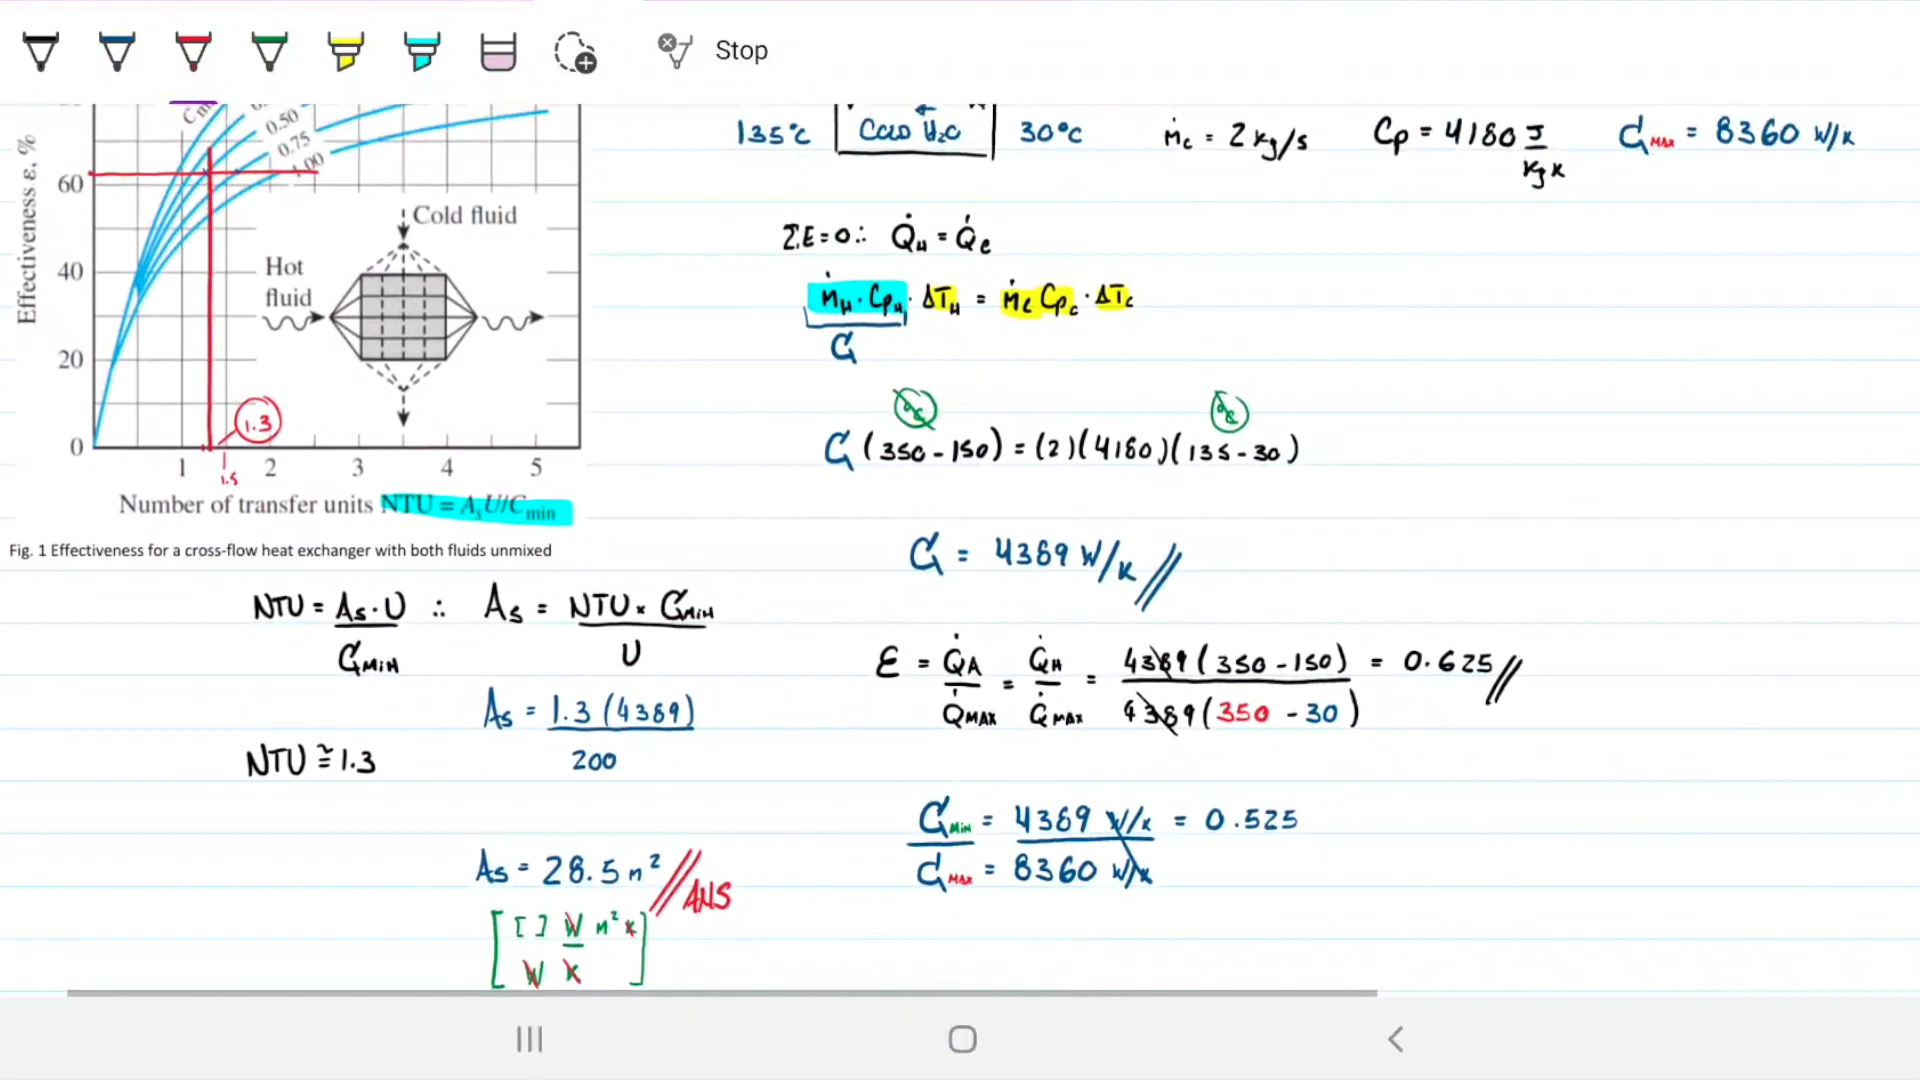 Stop
Effectiveness ε, %
60
40
20
0
0.50
0.75
1.00
Cold fluid
Hot
fluid
1.3
1.5
1 2 3 4 5
Number of transfer units NTU = AₛU/Cmin
Fig. 1 Effectiveness for a cross-flow heat exchanger with both fluids unmixed
NTU = As·U / CMIN ∴ As = NTU × CMIN / U
As = 1.3 (4389) / 200
NTU ≅ 1.3
As = 28.5 m² // ANS
[ [ ] W m² K / W K ]
135°C 30°C ṁc = 2 kg/s Cp = 4180 J/kg K CMAX = 8360 W/K
Σ E = 0 ∴ Q̇H = Q̇C
ṁH · CpH · ΔTH = ṁC CpC · ΔTC
C
°C °C
C (350 - 150) = (2)(4180)(135 - 30)
C = 4389 W/K //
ε = Q̇A / Q̇MAX = Q̇H / Q̇MAX = 4389 (350 - 150) / 4389 (350 - 30) = 0.625 //
CMIN = 4389 W/K = 0.525
CMAX = 8360 W/K